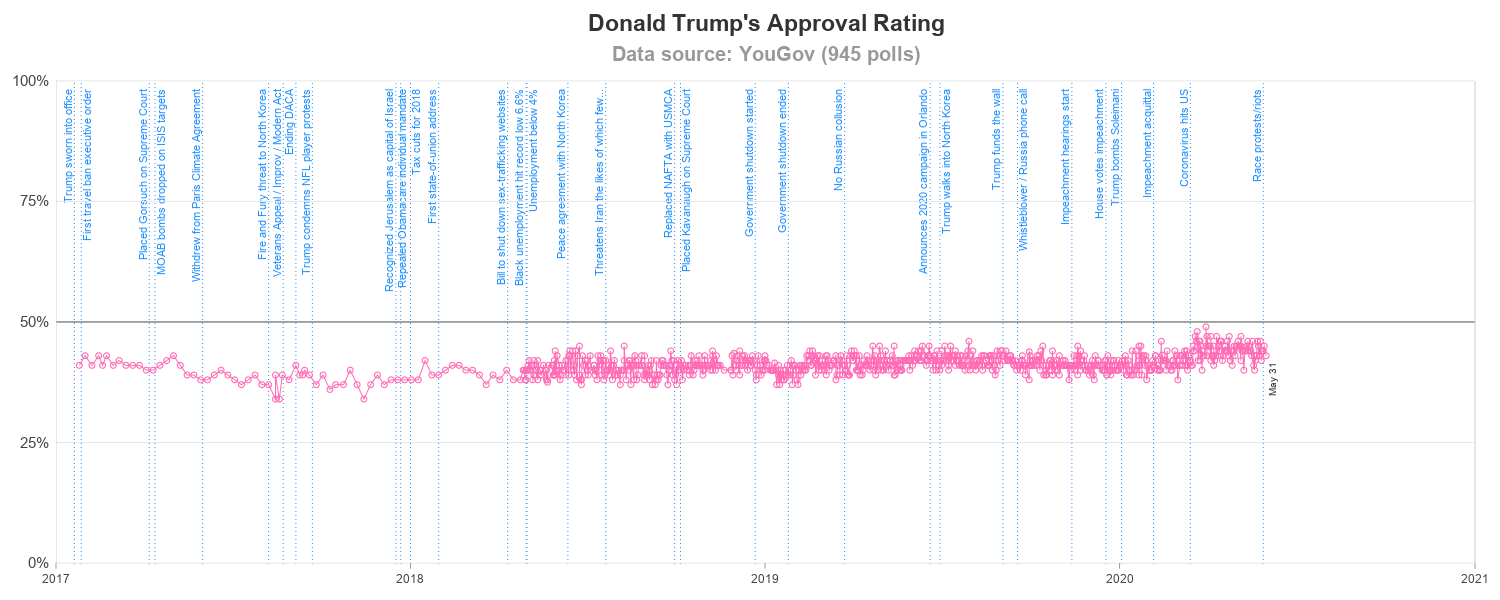 Donald Trump's Approval Rating
Data source: YouGov (945 polls)
100%
75%
50%
25%
0%
Trump sworn into office
First travel ban executive order
Placed Gorsuch on Supreme Court
MOAB bombs dropped on ISIS targets
Withdrew from Paris Climate Agreement
Fire and Fury threat to North Korea
Veterans Appeal / Improv / Modern Act
Ending DACA
Trump condemns NFL player protests
Recognized Jerusalem as capital of Israel
Repealed Obamacare individual mandate
Tax cuts for 2018
First state-of-union address
Bill to shut down sex-trafficking websites
Black unemployment hit record low 6.6%
Unemployment below 4%
Peace agreement with North Korea
Threatens Iran the likes of which few..
Replaced NAFTA with USMCA
Placed Kavanaugh on Supreme Court
Government shutdown started
Government shutdown ended
No Russian collusion
Announces 2020 campaign in Orlando
Trump walks into North Korea
Trump funds the wall
Whistleblower / Russia phone call
Impeachment hearings start
House votes impeachment
Trump bombs Soleimani
Impeachment acquittal
Coronavirus hits US
Race protests/riots
May 31
2017
2018
2019
2020
2021